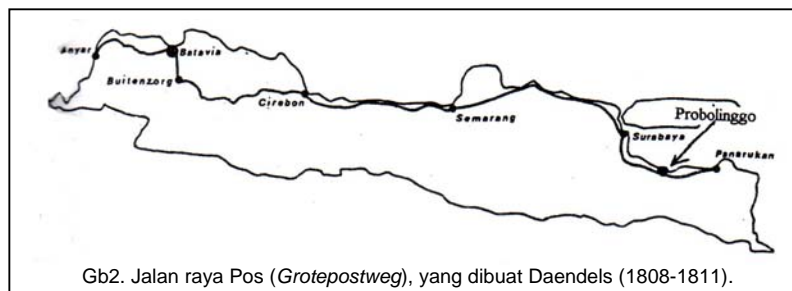 Anyar
Batavia
Buitenzorg
Cirebon
Semarang
Probolinggo
Surabaya
Panarukan
Gb2. Jalan raya Pos (Grotepostweg), yang dibuat Daendels (1808-1811).